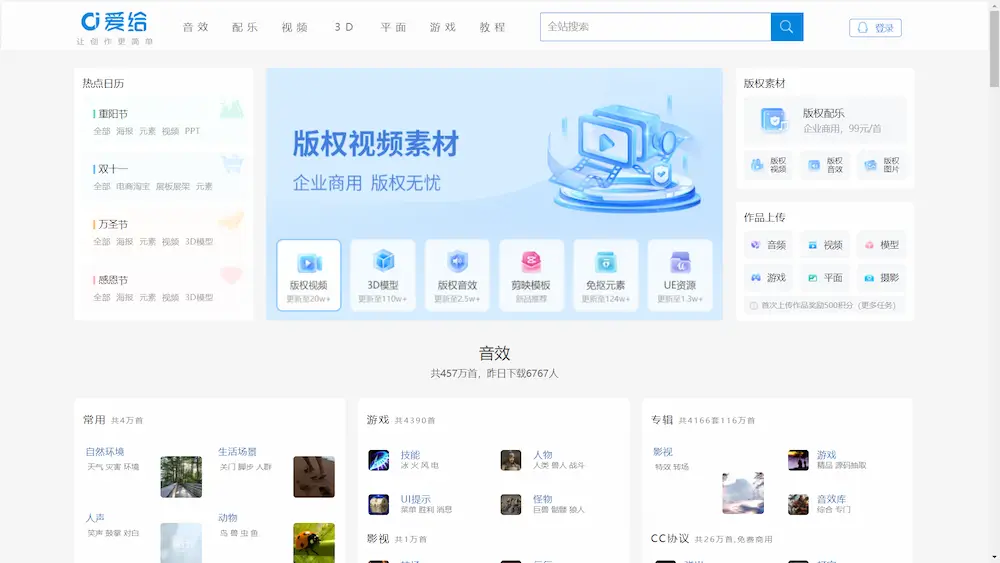 爱给
让创作更简单
音效 配乐 视频 3D 平面 游戏 教程
全站搜索
登录
热点日历
重阳节
全部 海报 元素 视频 PPT
双十一
全部 电商淘宝 展板展架 元素
万圣节
全部 海报 元素 视频 3D模型
感恩节
全部 海报 元素 视频 3D模型
版权视频素材
企业商用 版权无忧
版权视频
更新至20w+
3D模型
更新至110w+
版权音效
更新至2.5w+
剪映模板
新品推荐
免抠元素
更新至124w+
UE资源
更新至1.3w+
版权素材
版权配乐
企业商用，99元/首
版权视频
版权音效
版权图片
作品上传
音频 视频 模型
游戏 平面 摄影
首次上传作品奖励500积分（更多任务）
音效
共457万首，昨日下载6767人
常用 共4万首
自然环境
天气 灾害 环境
生活场景
关门 脚步 人群
人声
笑声 鼓掌 对白
动物
鸟 兽 虫 鱼
游戏 共4390首
技能
冰 火 风 电
人物
人类 兽人 战斗
UI提示
菜单 胜利 消息
怪物
巨兽 骷髅 狼人
影视 共1万首
专辑 共4166套116万首
影视
特效 转场
游戏
精品 源码抽取
音效库
综合 专门
CC协议 共26万首,免费商用